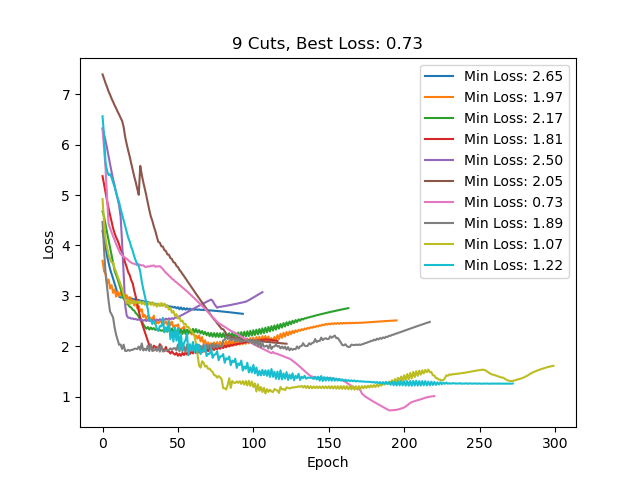 9 Cuts, Best Loss: 0.73
Min Loss: 2.65
Min Loss: 1.97
Min Loss: 2.17
Min Loss: 1.81
Min Loss: 2.50
Min Loss: 2.05
Min Loss: 0.73
Min Loss: 1.89
Min Loss: 1.07
Min Loss: 1.22
Loss
7
6
5
4
3
2
1
0 50 100 150 200 250 300
Epoch